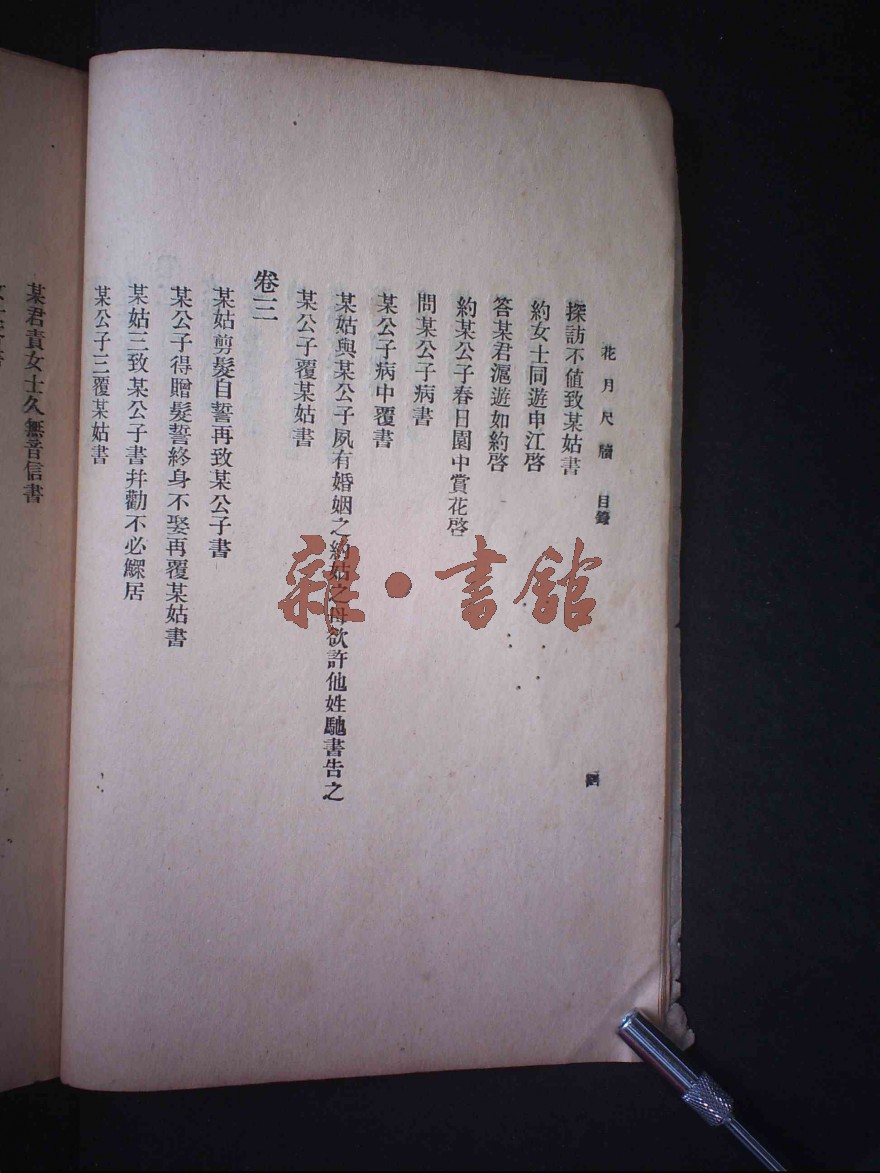 花月尺牘 目錄
探訪不值致某姑書
約女士同遊申江啓
答某君滬遊如約啓
約某公子春日園中賞花啓
問某公子病書
某公子病中覆書
某姑與某公子夙有婚姻之約姑之母欲許他姓馳書告之
某公子覆某姑書
卷三
某姑剪髮自誓再致某公子書
某公子得贈髮誓終身不娶再覆某姑書
某姑三致某公子書幷勸不必鰥居
某公子三覆某姑書
某君責女士久無音信書
雜·書館